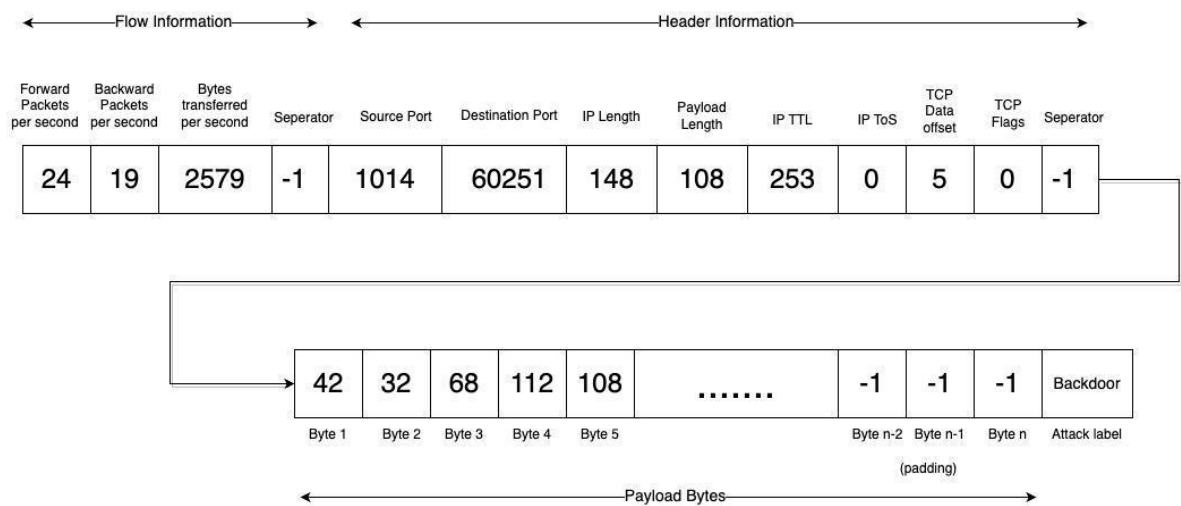 Flow Information
Header Information
Forward Packets per second
Backward Packets per second
Bytes transferred per second
Seperator
Source Port
Destination Port
IP Length
Payload Length
IP TTL
IP ToS
TCP Data offset
TCP Flags
Seperator
24 19 2579 -1 1014 60251 148 108 253 0 5 0 -1
42 32 68 112 108 ....... -1 -1 -1 Backdoor
Byte 1 Byte 2 Byte 3 Byte 4 Byte 5 Byte n-2 Byte n-1 Byte n Attack label
(padding)
Payload Bytes